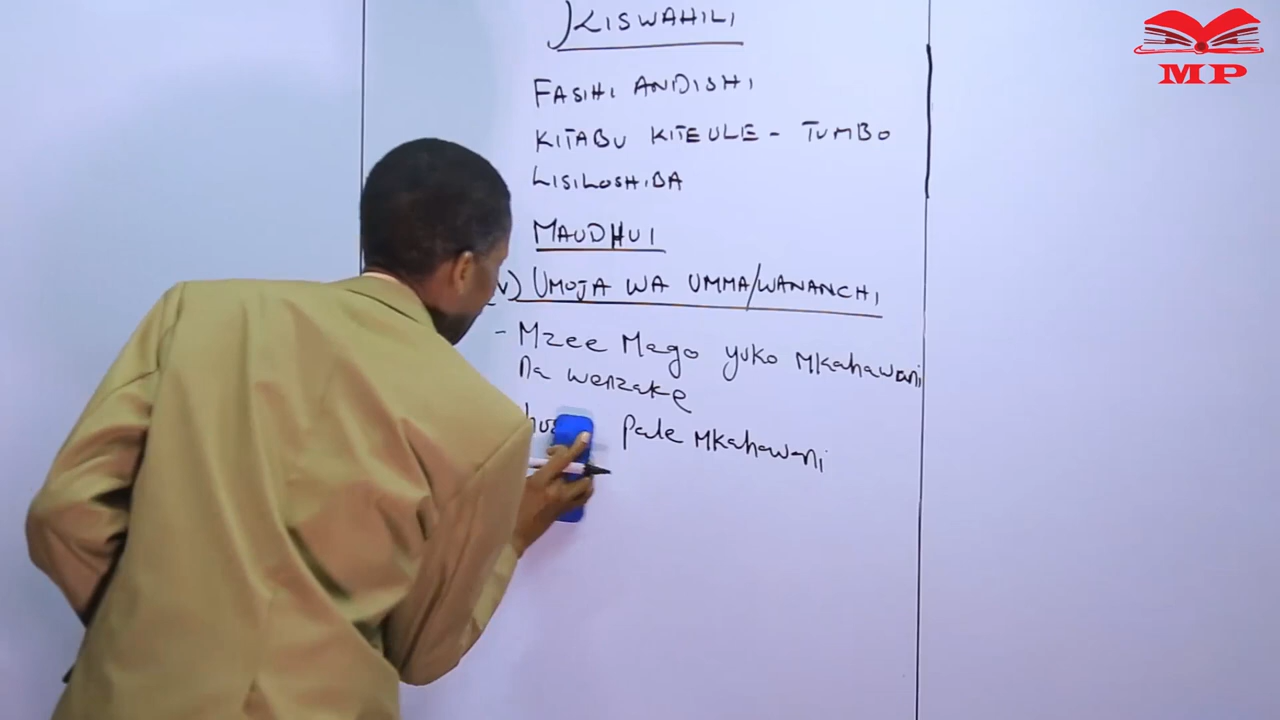 KISWAHILI
FASIHI ANDISHI
KITABU KITEULE - TUMBO
LISILOSHIBA
MAUDHUI
UMOJA WA UMMA/WANANCHI
- Mzee Mago yuko Mkahawani
na wenzake
pale Mkahawani
MP